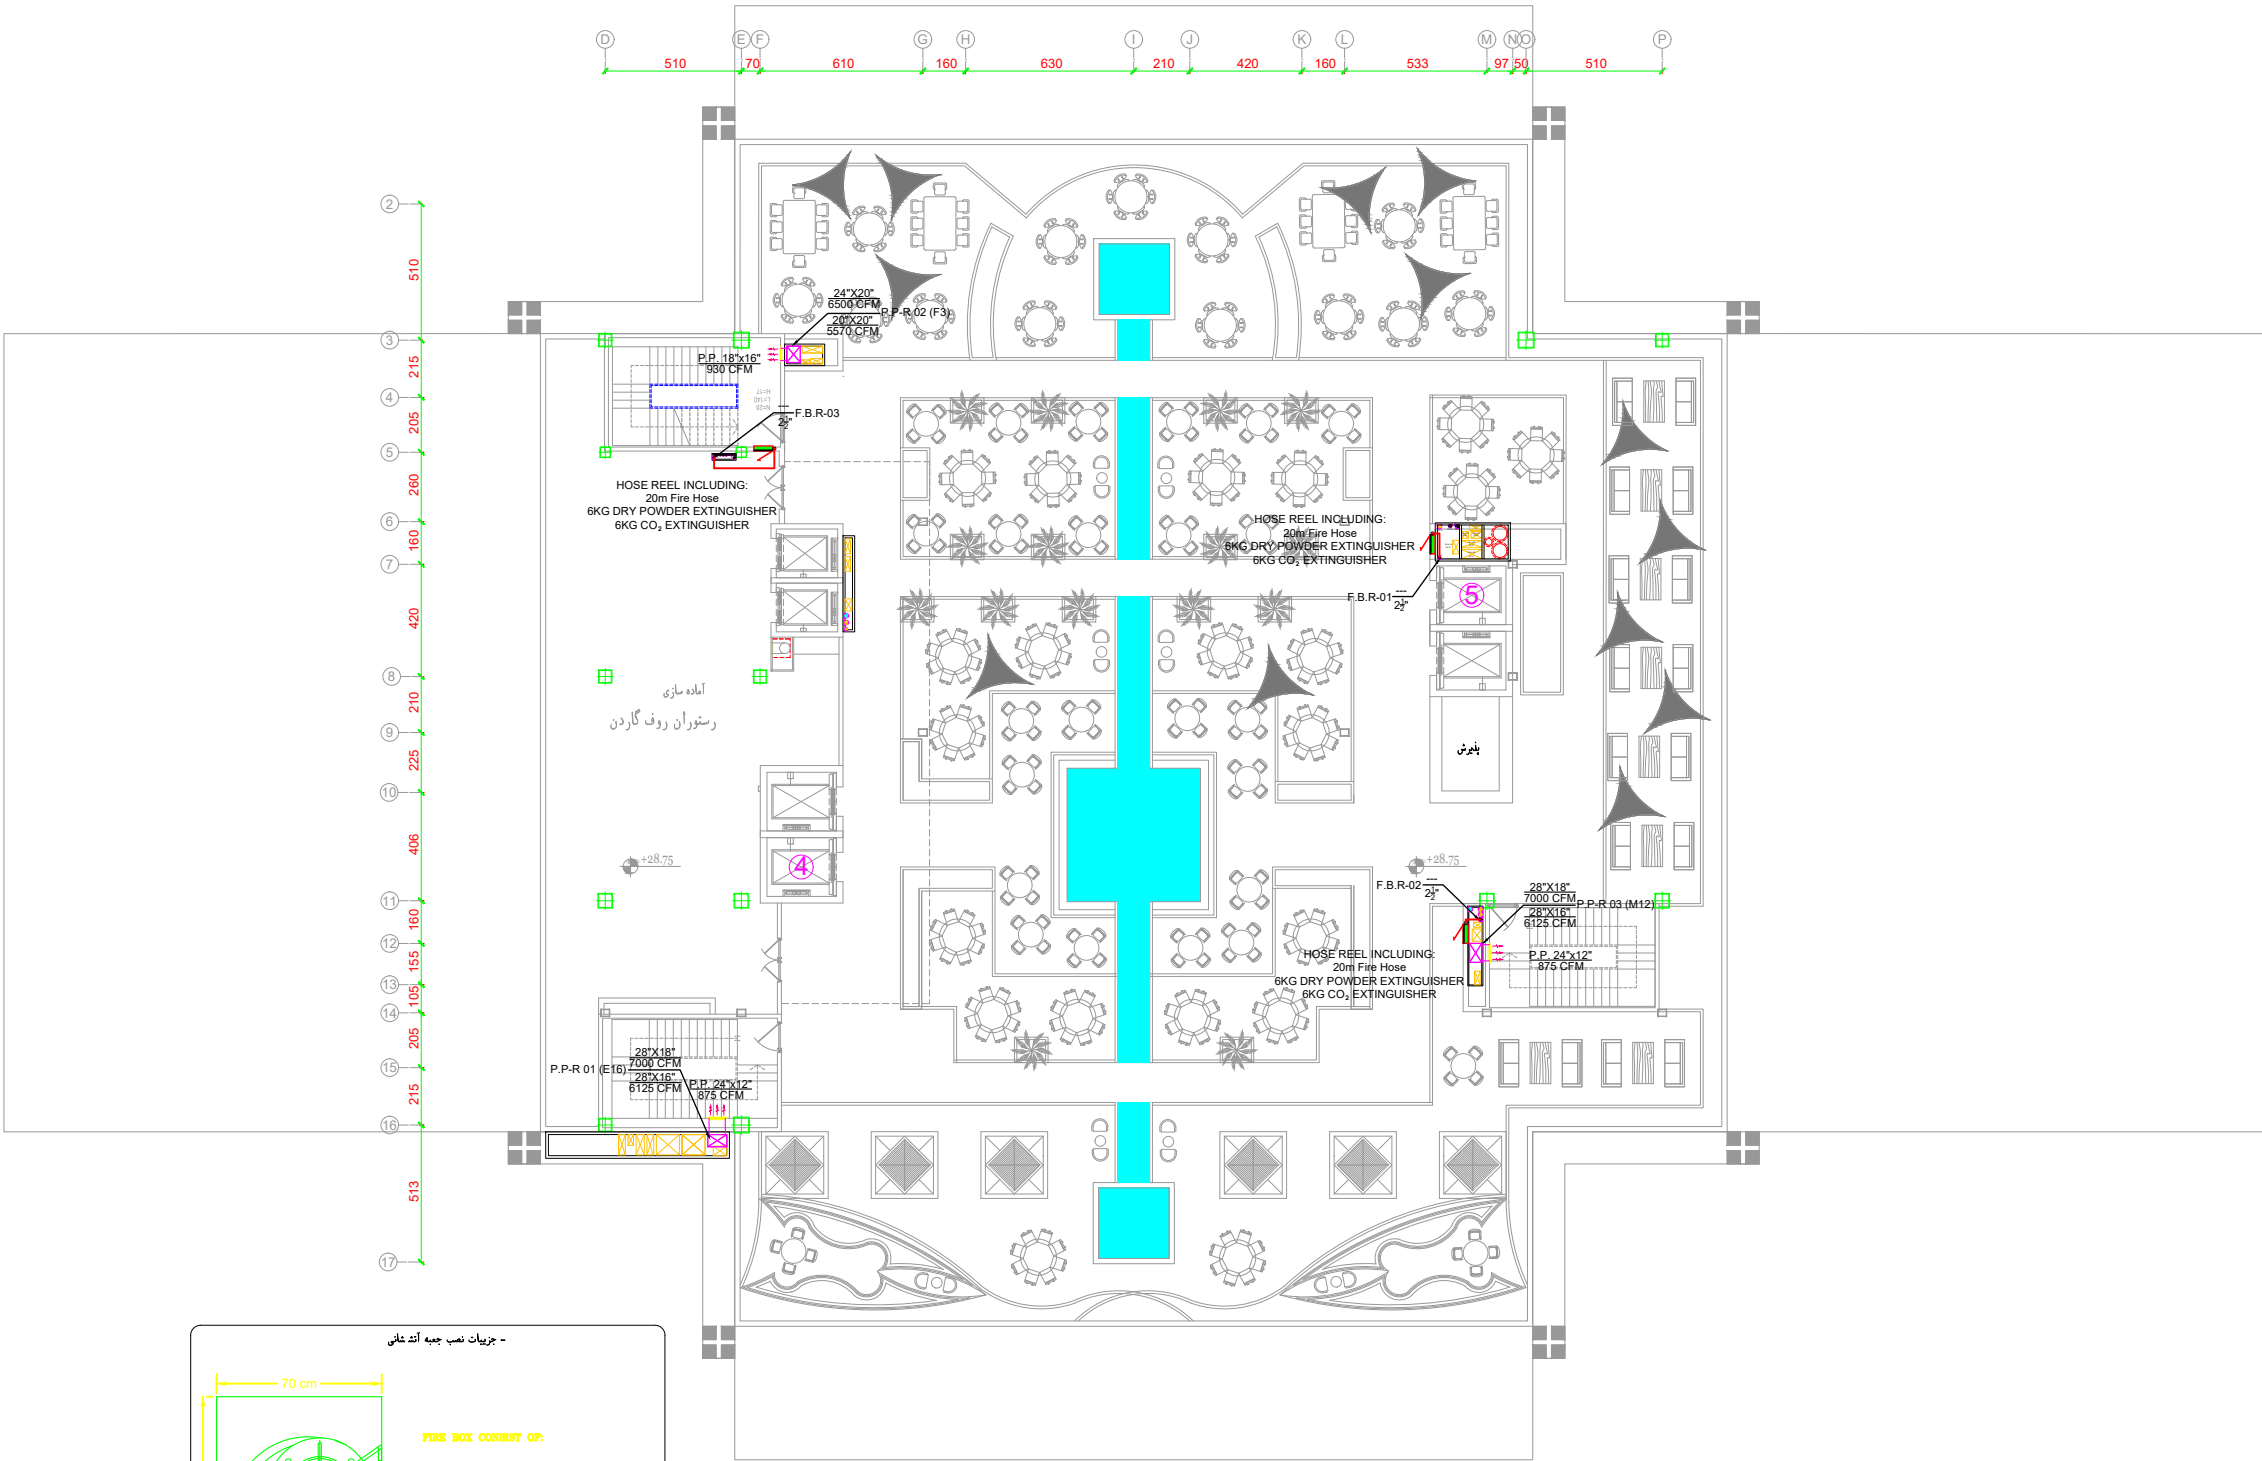 D E F G H I J K L M N O P
510 70 610 160 630 210 420 160 533 97 50 510
2
510
3
215
4
205
5
260
6
160
7
420
8
210
9
225
10
406
11
160
12
155
13
105
14
205
15
215
16
513
17
24"X20"
6500 CFM
P.P-R 02 (F3)
20"X20"
5570 CFM
P.P. 18"x16"
930 CFM
N=28
L=140
H=17
F.B.R-03
2½"
HOSE REEL INCLUDING:
20m Fire Hose
6KG DRY POWDER EXTINGUISHER
6KG CO₂ EXTINGUISHER
HOSE REEL INCLUDING:
20m Fire Hose
6KG DRY POWDER EXTINGUISHER
6KG CO₂ EXTINGUISHER
F.B.R-01
2½"
5
آماده سازی
رستوران روف گاردن
پذیرش
4
+28.75
+28.75
F.B.R-02
2½"
28"X18"
7000 CFM
P.P-R 03 (M12)
28"X16"
6125 CFM
P.P. 24"x12"
875 CFM
HOSE REEL INCLUDING:
20m Fire Hose
6KG DRY POWDER EXTINGUISHER
6KG CO₂ EXTINGUISHER
28"X18"
7000 CFM
P.P-R 01 (E16)
28"X16"
6125 CFM
P.P. 24"x12"
875 CFM
- جزییات نصب جعبه آتش نشانی
70 cm
FIRE BOX CONSIST OF: